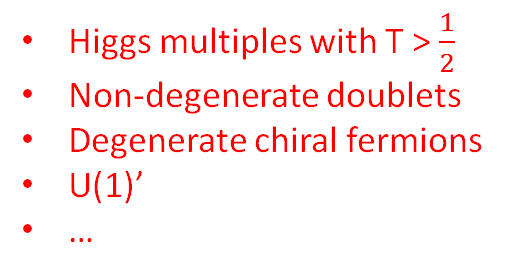 • Higgs multiples with T > 1/2
• Non-degenerate doublets
• Degenerate chiral fermions
• U(1)’
• ...